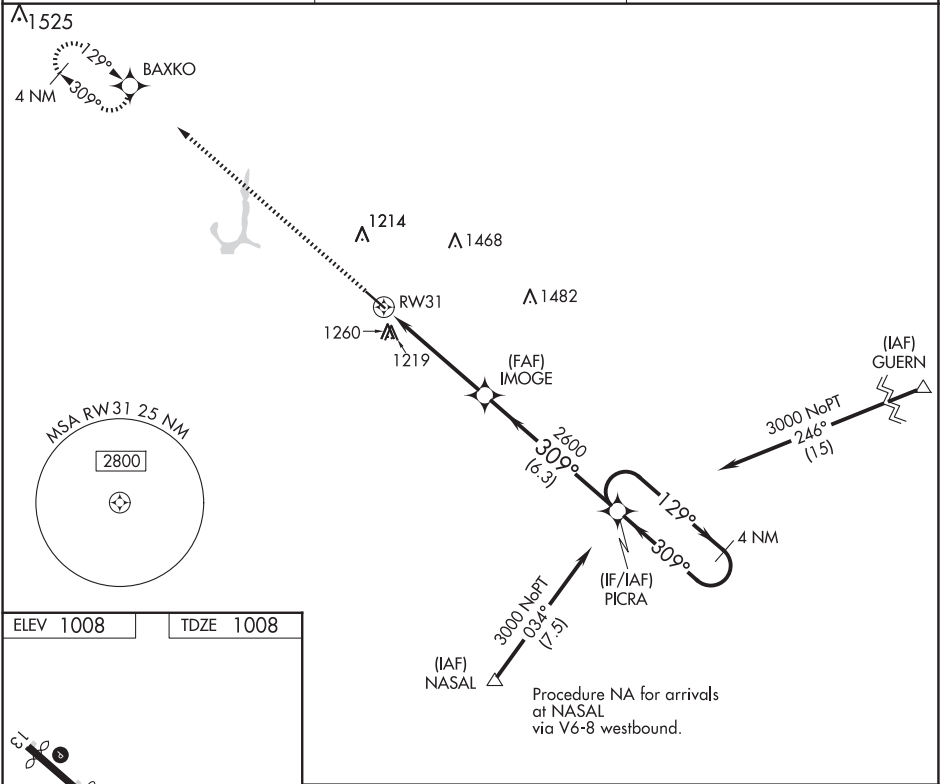 1525
129°
BAXKO
4 NM
309°
1214
1468
RW31
1482
1260
1219
(FAF)
IMOGE
(IAF)
GUERN
3000 NoPT
246°
(15)
MSA RW31 25 NM
2800
2600
309°
(6.3)
129°
309°
4 NM
(IF/IAF)
PICRA
3000 NoPT
034°
(7.5)
(IAF)
NASAL
Procedure NA for arrivals
at NASAL
via V6-8 westbound.
ELEV 1008
TDZE 1008
13
P